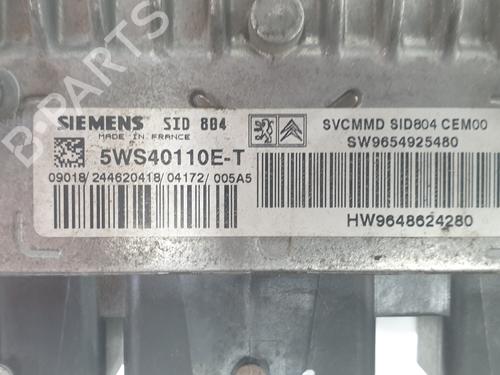 B-PARTS
SIEMENS SID 804
MADE IN FRANCE
5WS40110E-T
09018/244620418/04172/005A5
SVCMMD SID804 CEM00
SW9654925480
HW9648624280